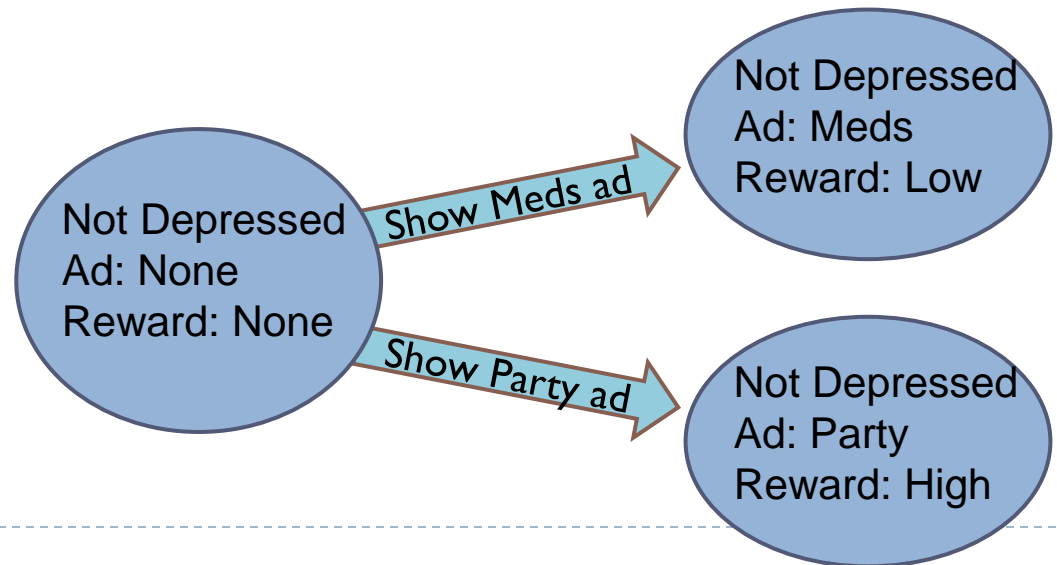 Not Depressed
Ad: None
Reward: None
Show Meds ad
Not Depressed
Ad: Meds
Reward: Low
Show Party ad
Not Depressed
Ad: Party
Reward: High